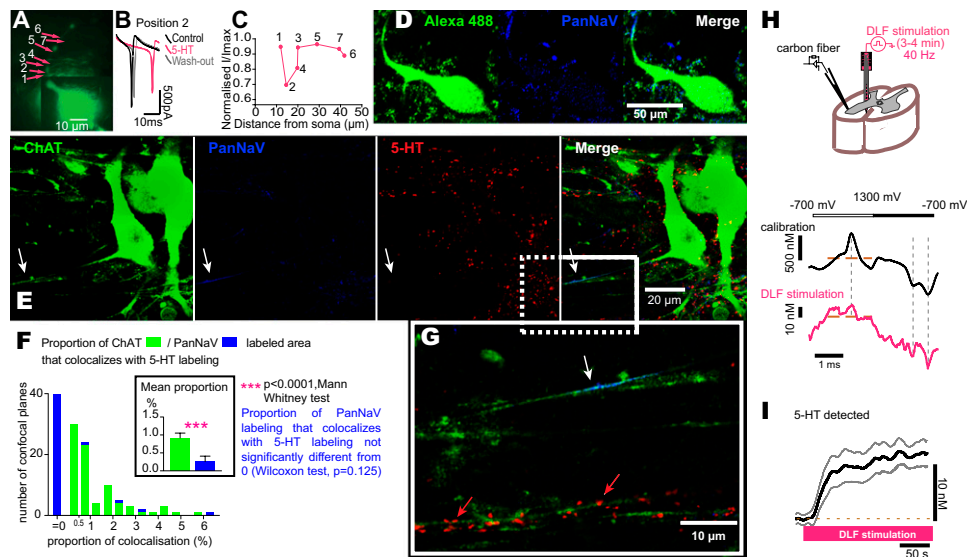 A
6
5 7
4
3
2
1
10 µm
B Position 2
Control
5-HT
Wash-out
500pA
10ms
C
Normalised I/Imax
1.0
0.9
0.8
0.7
0.6
1 3 5 7
6
4
2
0 10 20 30 40 50
Distance from soma (µm)
D Alexa 488 PanNaV Merge
50 µm
ChAT PanNaV 5-HT Merge
E
20 µm
F Proportion of ChAT / PanNaV labeled area
that colocalizes with 5-HT labeling
number of confocal planes
40
20
0
=0 0.5 1 2 3 4 5 6
proportion of colocalisation (%)
Mean proportion
%
1.5
1.0
0.5
0.0
***
*** p<0.0001,Mann
Whitney test
Proportion of PanNaV
labeling that colocalizes
with 5-HT labeling not
significantly different from
0 (Wilcoxon test, p=0.125)
G
10 µm
H
DLF stimulation
(3-4 min)
40 Hz
carbon fiber
1300 mV
-700 mV -700 mV
calibration
500 nM
DLF stimulation
10 nM
1 ms
I 5-HT detected
10 nM
DLF stimulation
50 s